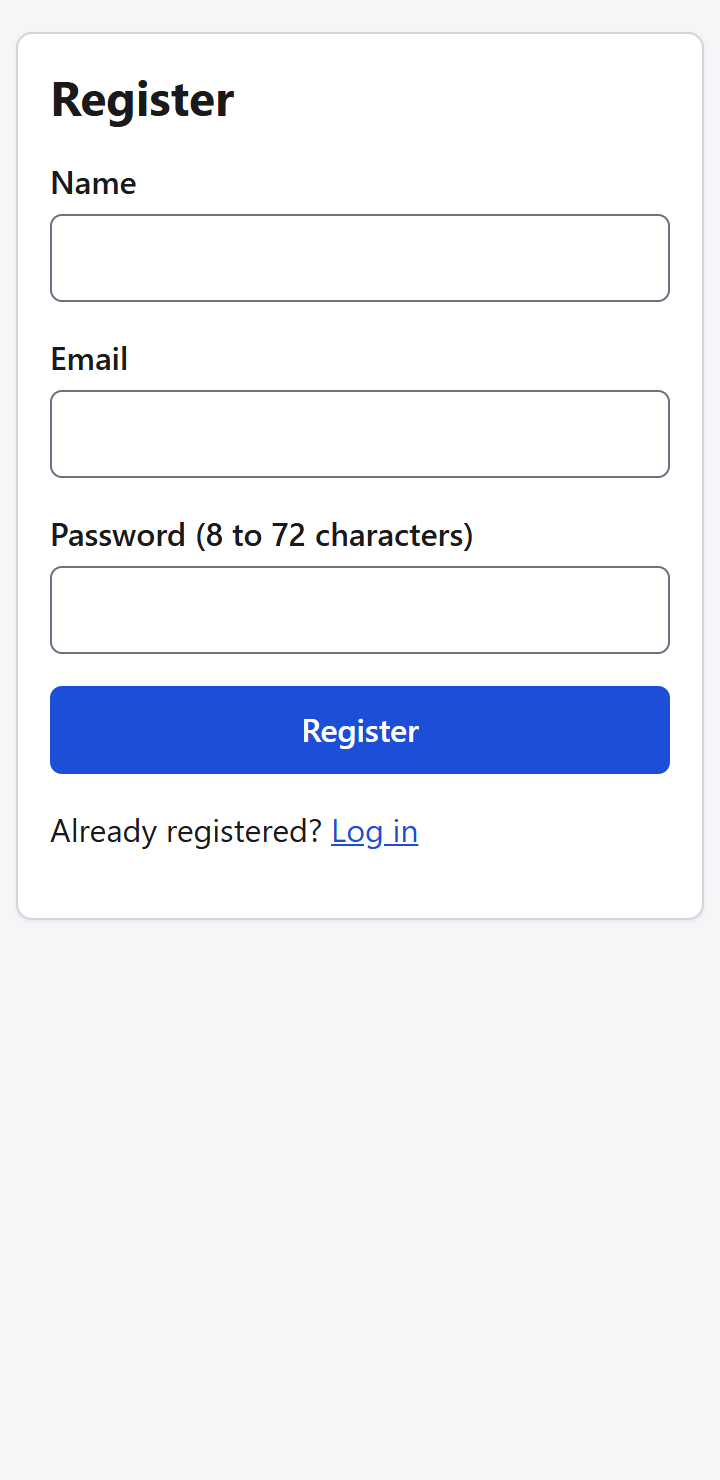 Register
Name
Email
Password (8 to 72 characters)
Register
Already registered? Log in